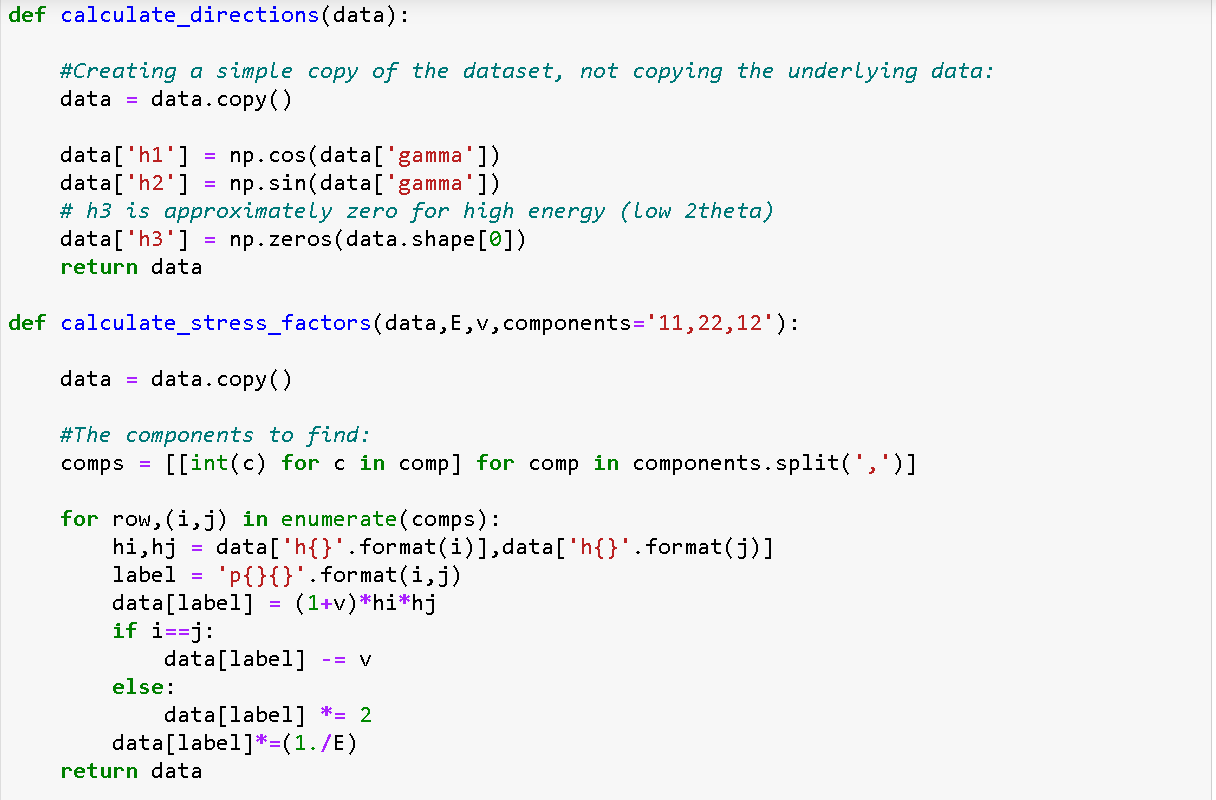 def calculate_directions(data):
    #Creating a simple copy of the dataset, not copying the underlying data:
    data = data.copy()
    data['h1'] = np.cos(data['gamma'])
    data['h2'] = np.sin(data['gamma'])
    # h3 is approximately zero for high energy (low 2theta)
    data['h3'] = np.zeros(data.shape[0])
    return data
def calculate_stress_factors(data,E,v,components='11,22,12'):
    data = data.copy()
    #The components to find:
    comps = [[int(c) for c in comp] for comp in components.split(',')]
    for row,(i,j) in enumerate(comps):
        hi,hj = data['h{}'.format(i)],data['h{}'.format(j)]
        label = 'p{}{}'.format(i,j)
        data[label] = (1+v)*hi*hj
        if i==j:
            data[label] -= v
        else:
            data[label] *= 2
        data[label]*=(1./E)
    return data